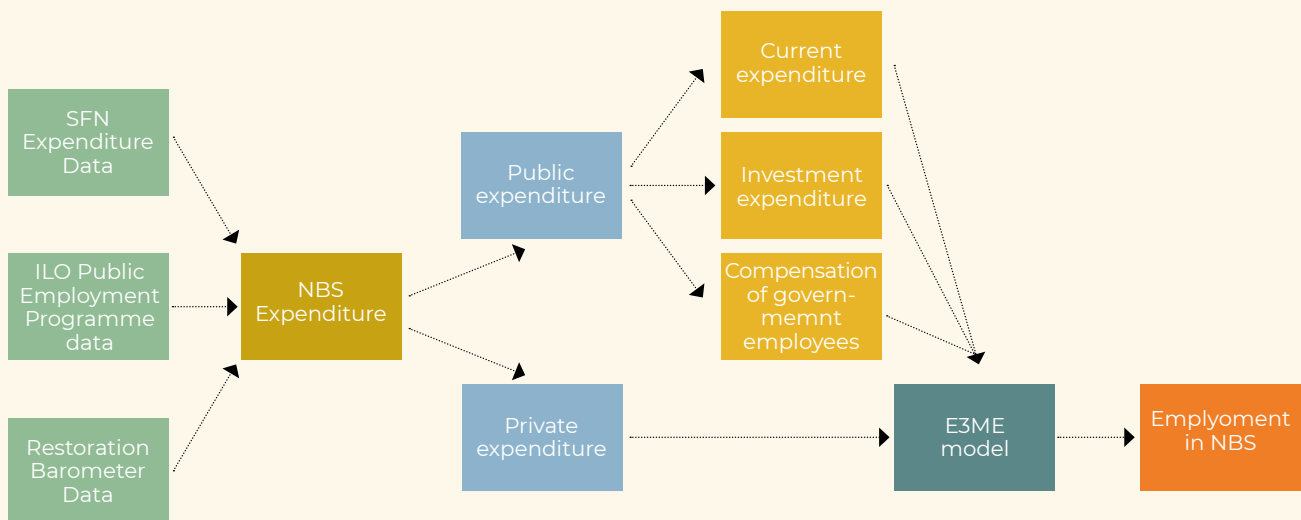 SFN
Expenditure
Data
ILO Public
Employment
Programme
data
Restoration
Barometer
Data
NBS
Expenditure
Public
expenditure
Private
expenditure
Current
expenditure
Investment
expenditure
Compensation
of govern-
memnt
employees
E3ME
model
Emplyoment
in NBS